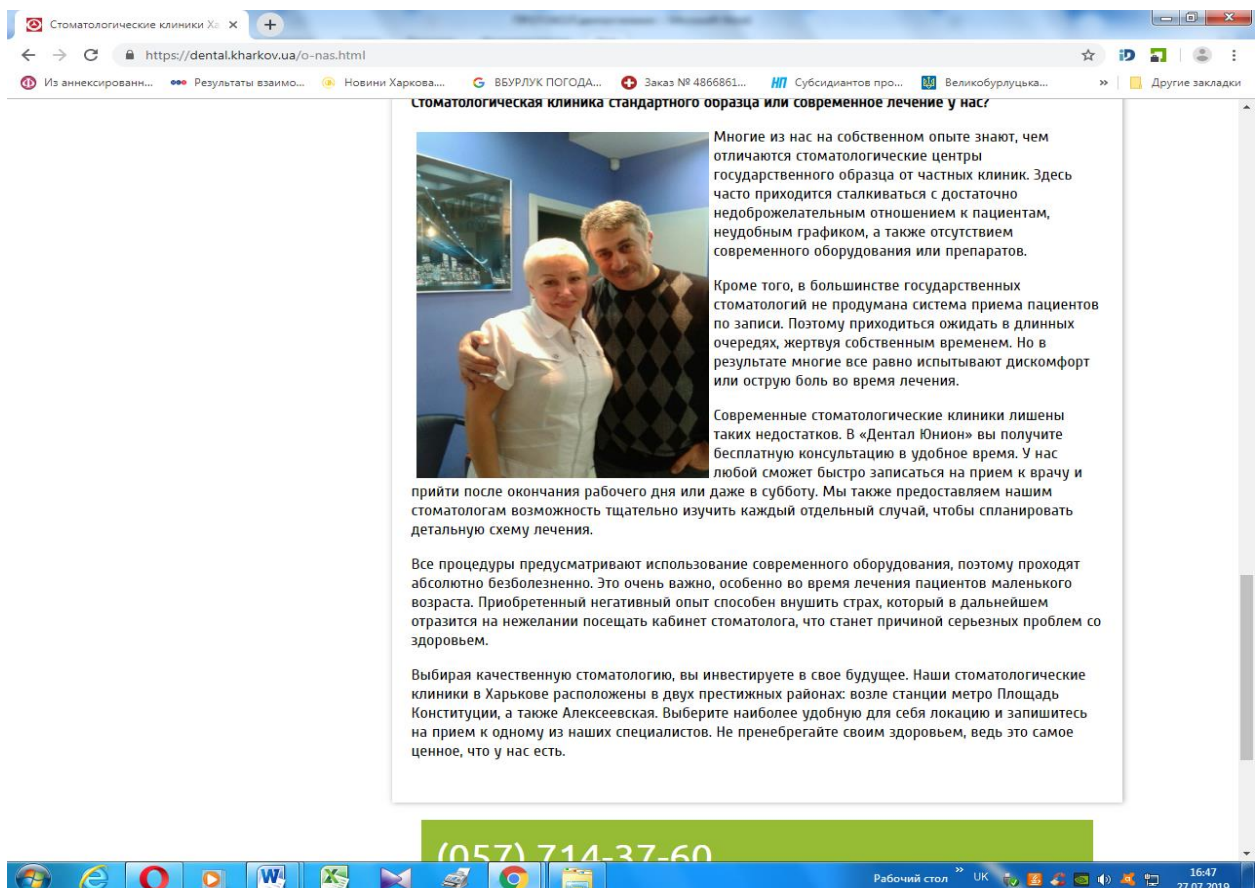 Стоматологические клиники Ха
https://dental.kharkov.ua/o-nas.html
Из аннексированн... Результаты взаимо... Новини Харкова.... ВБУРЛУК ПОГОДА... Заказ № 4866861... НП Субсидиантов про... Великобурлуцька... » Другие закладки
Стоматологическая клиника стандартного образца или современное лечение у нас?
Многие из нас на собственном опыте знают, чем
отличаются стоматологические центры
государственного образца от частных клиник. Здесь
часто приходится сталкиваться с достаточно
недоброжелательным отношением к пациентам,
неудобным графиком, а также отсутствием
современного оборудования или препаратов.
Кроме того, в большинстве государственных
стоматологий не продумана система приема пациентов
по записи. Поэтому приходиться ожидать в длинных
очередях, жертвуя собственным временем. Но в
результате многие все равно испытывают дискомфорт
или острую боль во время лечения.
Современные стоматологические клиники лишены
таких недостатков. В «Дентал Юнион» вы получите
бесплатную консультацию в удобное время. У нас
любой сможет быстро записаться на прием к врачу и
прийти после окончания рабочего дня или даже в субботу. Мы также предоставляем нашим
стоматологам возможность тщательно изучить каждый отдельный случай, чтобы спланировать
детальную схему лечения.
Все процедуры предусматривают использование современного оборудования, поэтому проходят
абсолютно безболезненно. Это очень важно, особенно во время лечения пациентов маленького
возраста. Приобретенный негативный опыт способен внушить страх, который в дальнейшем
отразится на нежелании посещать кабинет стоматолога, что станет причиной серьезных проблем со
здоровьем.
Выбирая качественную стоматологию, вы инвестируете в свое будущее. Наши стоматологические
клиники в Харькове расположены в двух престижных районах: возле станции метро Площадь
Конституции, а также Алексеевская. Выберите наиболее удобную для себя локацию и запишитесь
на прием к одному из наших специалистов. Не пренебрегайте своим здоровьем, ведь это самое
ценное, что у нас есть.
(057) 714-37-60
Рабочий стол » UK 16:47
27.07.2019